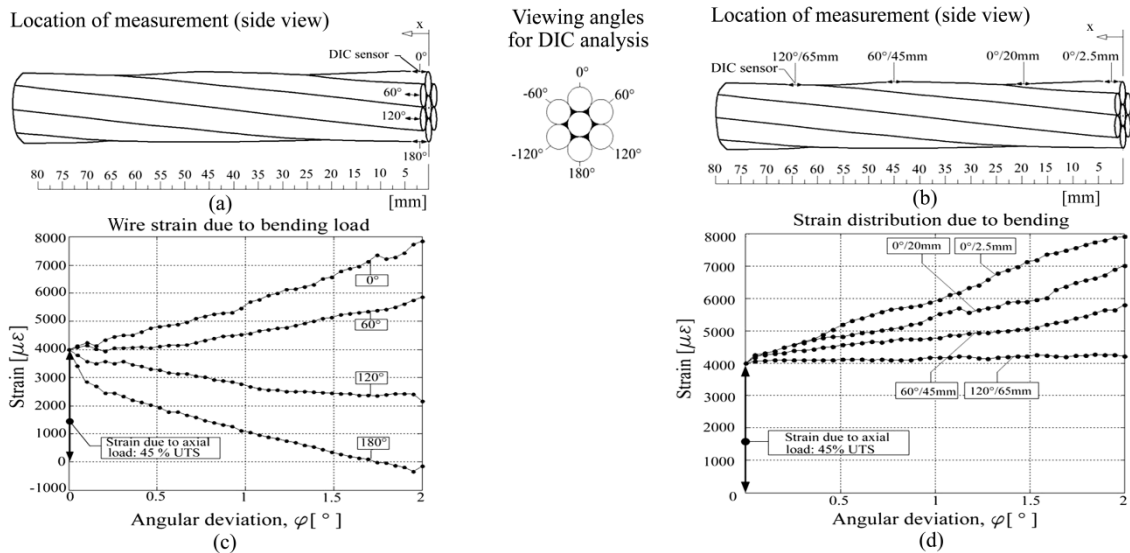 Location of measurement (side view)
x
0°
DIC sensor
60°
120°
180°
80 75 70 65 60 55 50 45 40 35 30 25 20 15 10 5
(a)
[mm]
Viewing angles
for DIC analysis
0°
-60°
60°
-120°
120°
180°
Location of measurement (side view)
x
120°/65mm
60°/45mm
0°/20mm
0°/2.5mm
DIC sensor
80 75 70 65 60 55 50 45 40 35 30 25 20 15 10 5
(b)
[mm]
Wire strain due to bending load
8000
7000
6000
5000
4000
3000
2000
1000
0
-1000
Strain [με]
0°
60°
120°
180°
Strain due to axial
load: 45 % UTS
0
0.5
1
1.5
2
Angular deviation, φ[ ° ]
(c)
Strain distribution due to bending
8000
7000
6000
5000
4000
3000
2000
1000
0
Strain [με]
0°/20mm
0°/2.5mm
60°/45mm
120°/65mm
Strain due to axial
load: 45% UTS
0.5
1
1.5
2
Angular deviation, φ[ ° ]
(d)